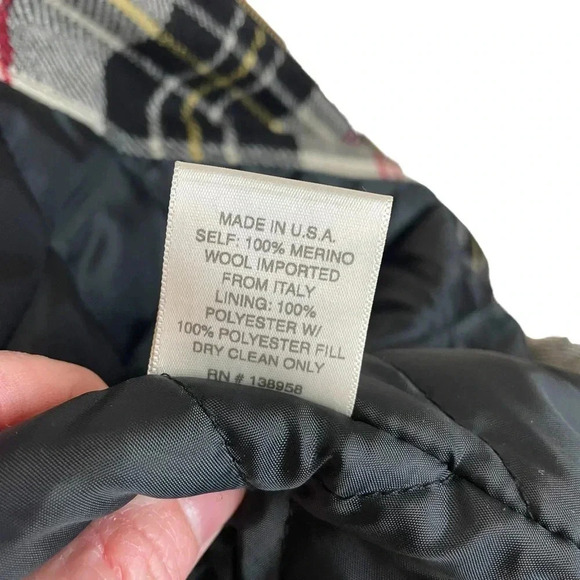 MADE IN U.S.A.
SELF: 100% MERINO
WOOL IMPORTED
FROM ITALY
LINING: 100%
POLYESTER W/
100% POLYESTER FILL
DRY CLEAN ONLY
RN # 138958